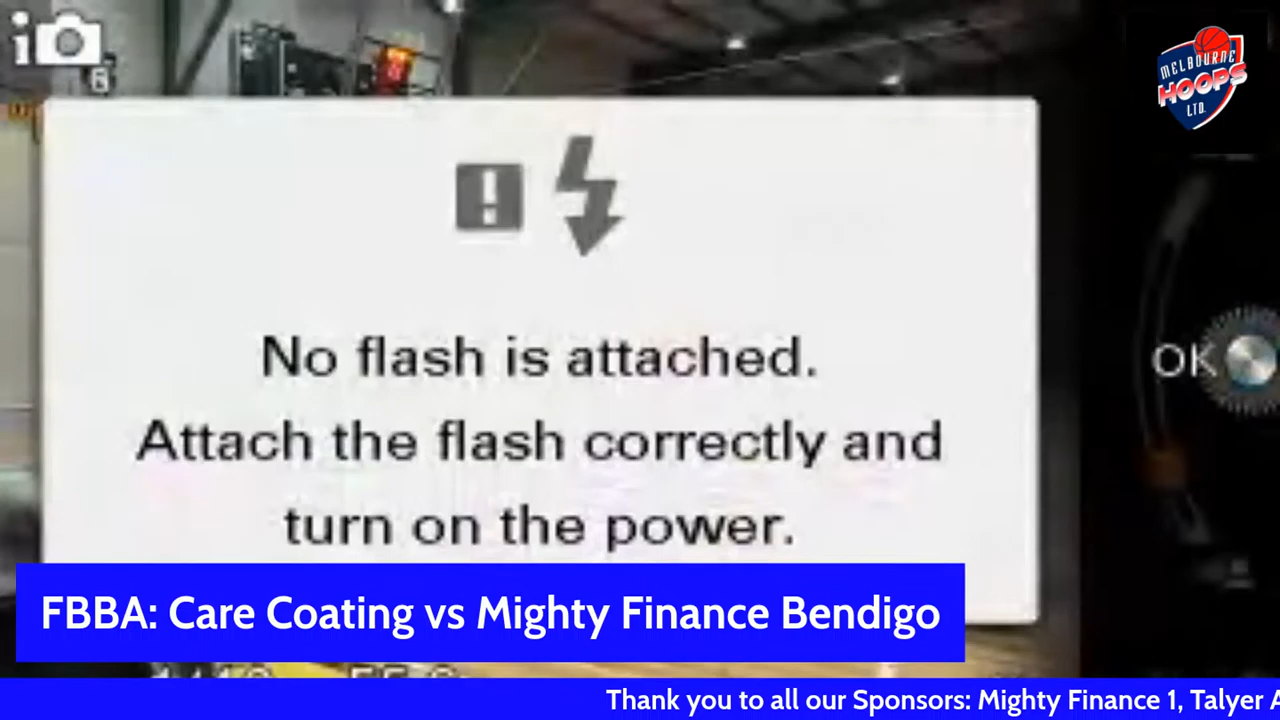 MELBOURNE
HOOPS
LTD.
No flash is attached.
Attach the flash correctly and
turn on the power.
OK
FBBA: Care Coating vs Mighty Finance Bendigo
Thank you to all our Sponsors: Mighty Finance 1, Talyer A